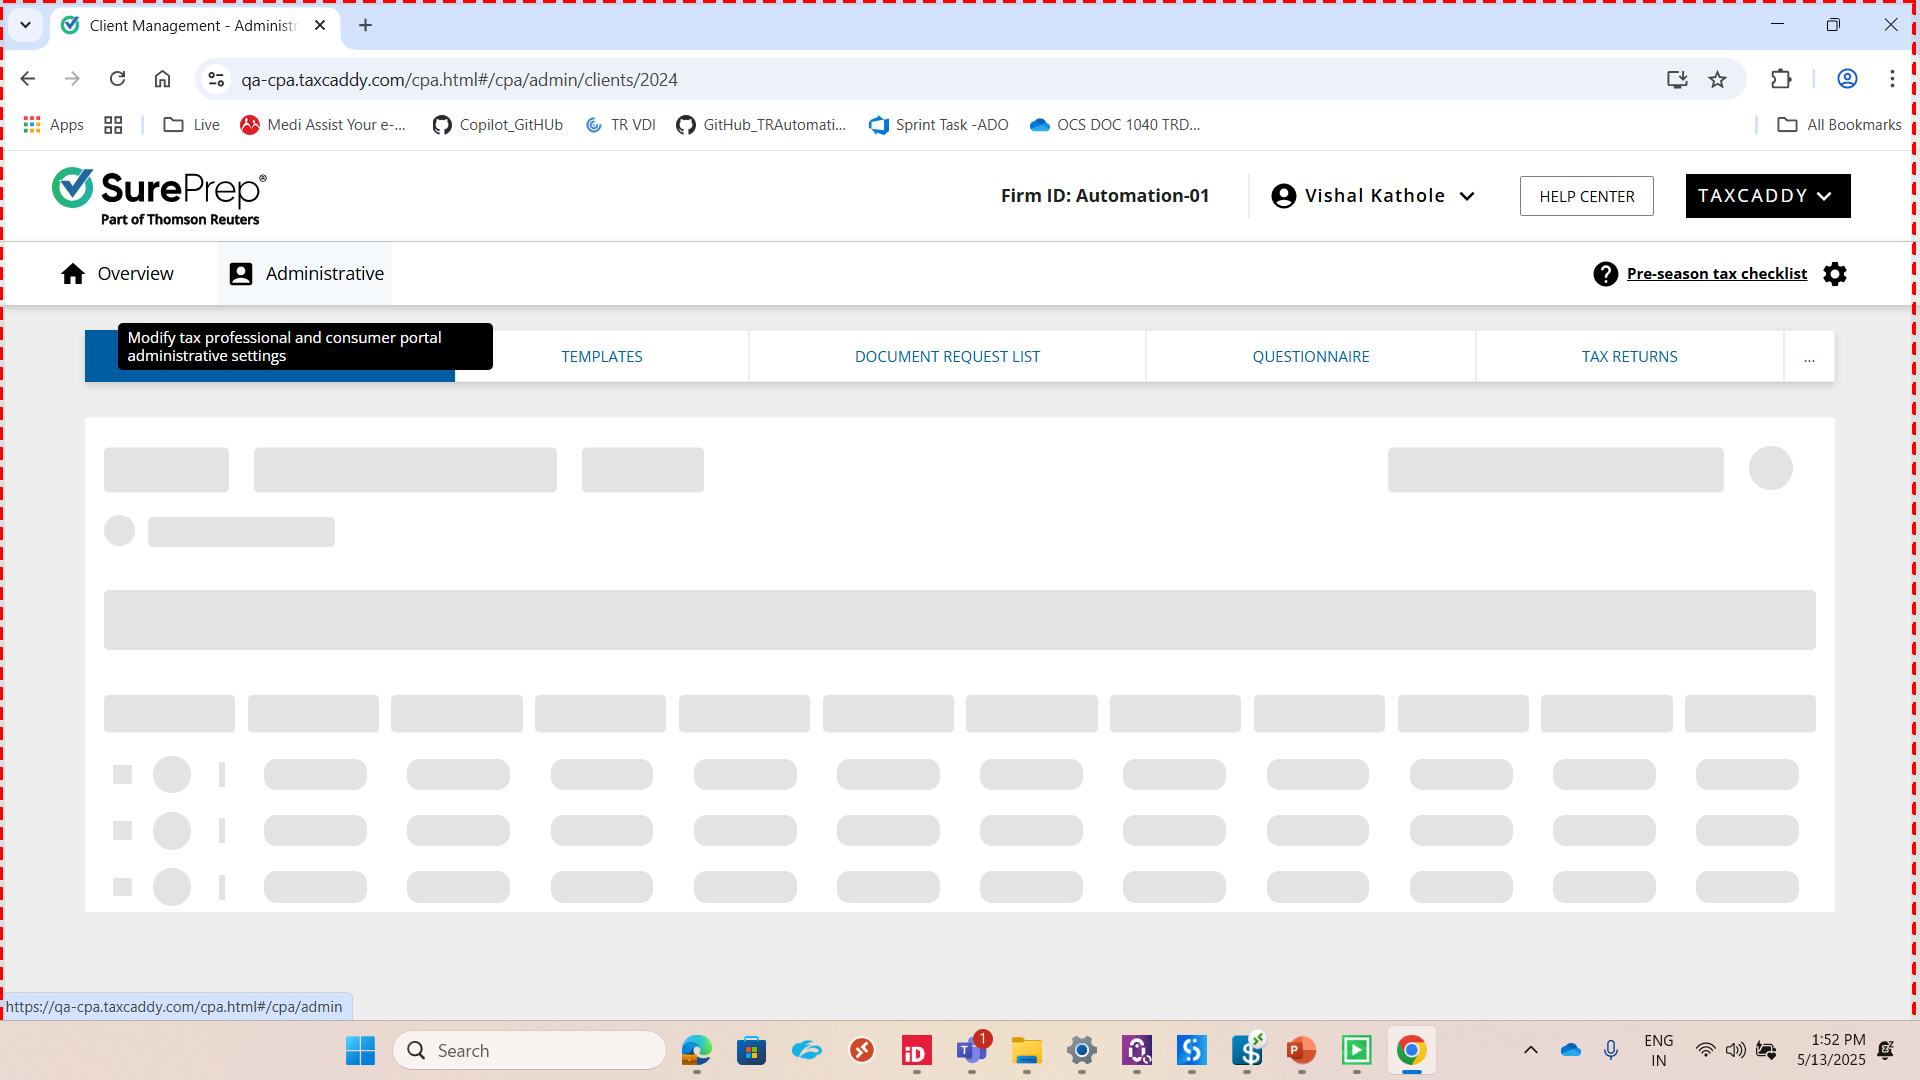 Client Management - Administr
qa-cpa.taxcaddy.com/cpa.html#/cpa/admin/clients/2024
Apps
Live
Medi Assist Your e-...
Copilot_GitHUb
TR VDI
GitHub_TRAutomati...
Sprint Task -ADO
OCS DOC 1040 TRD...
All Bookmarks
SurePrep®
Part of Thomson Reuters
Firm ID: Automation-01
Vishal Kathole
HELP CENTER
TAXCADDY
Overview
Administrative
Pre-season tax checklist
Modify tax professional and consumer portal
administrative settings
TEMPLATES
DOCUMENT REQUEST LIST
QUESTIONNAIRE
TAX RETURNS
...
https://qa-cpa.taxcaddy.com/cpa.html#/cpa/admin
Search
1
ENG
IN
1:52 PM
5/13/2025